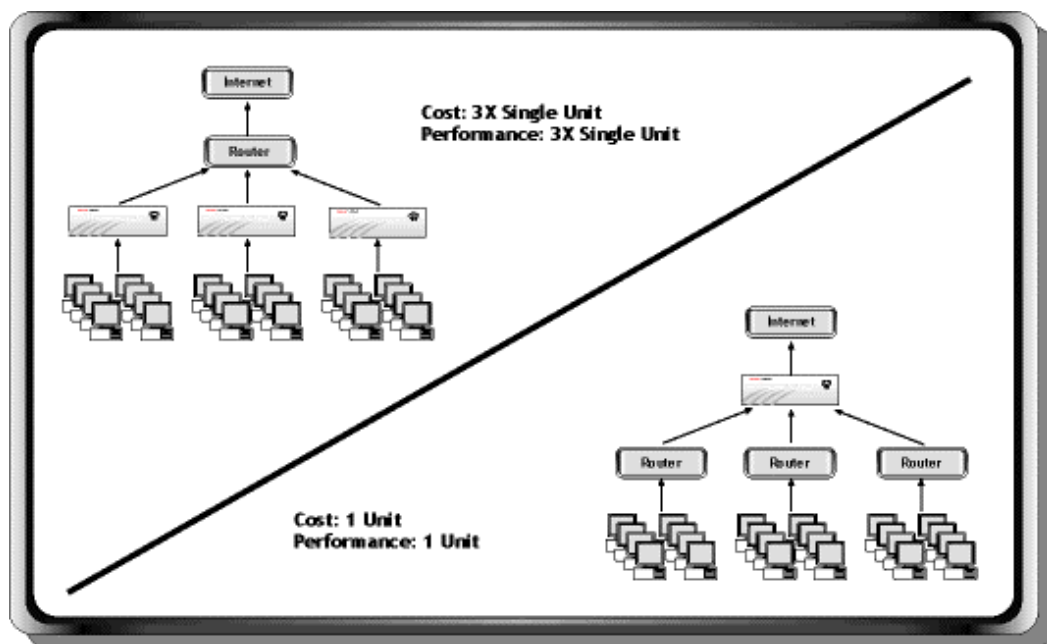 Internet
Cost: 3X Single Unit
Performance: 3X Single Unit
Router
Internet
Router
Router
Router
Cost: 1 Unit
Performance: 1 Unit